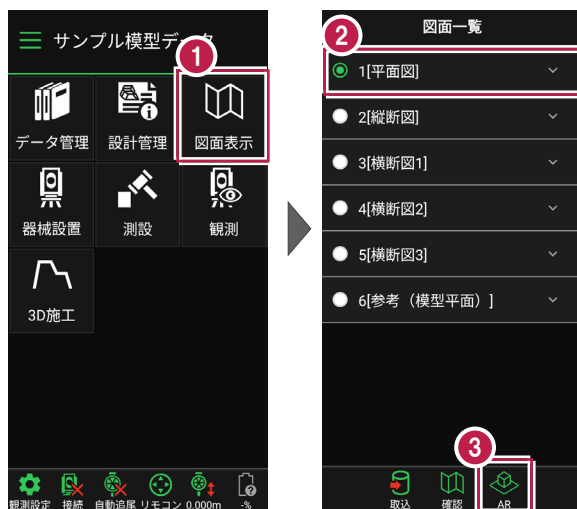 サンプル模型データ
1
データ管理
設計管理
図面表示
器械設置
測設
観測
3D施工
観測設定
接続
自動追尾
リモコン
0.000m
-%
図面一覧
2
1[平面図]
2[縦断図]
3[横断図1]
4[横断図2]
5[横断図3]
6[参考（模型平面）]
3
取込
確認
AR